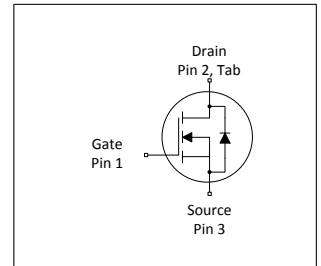 Drain
Pin 2, Tab
Gate
Pin 1
Source
Pin 3